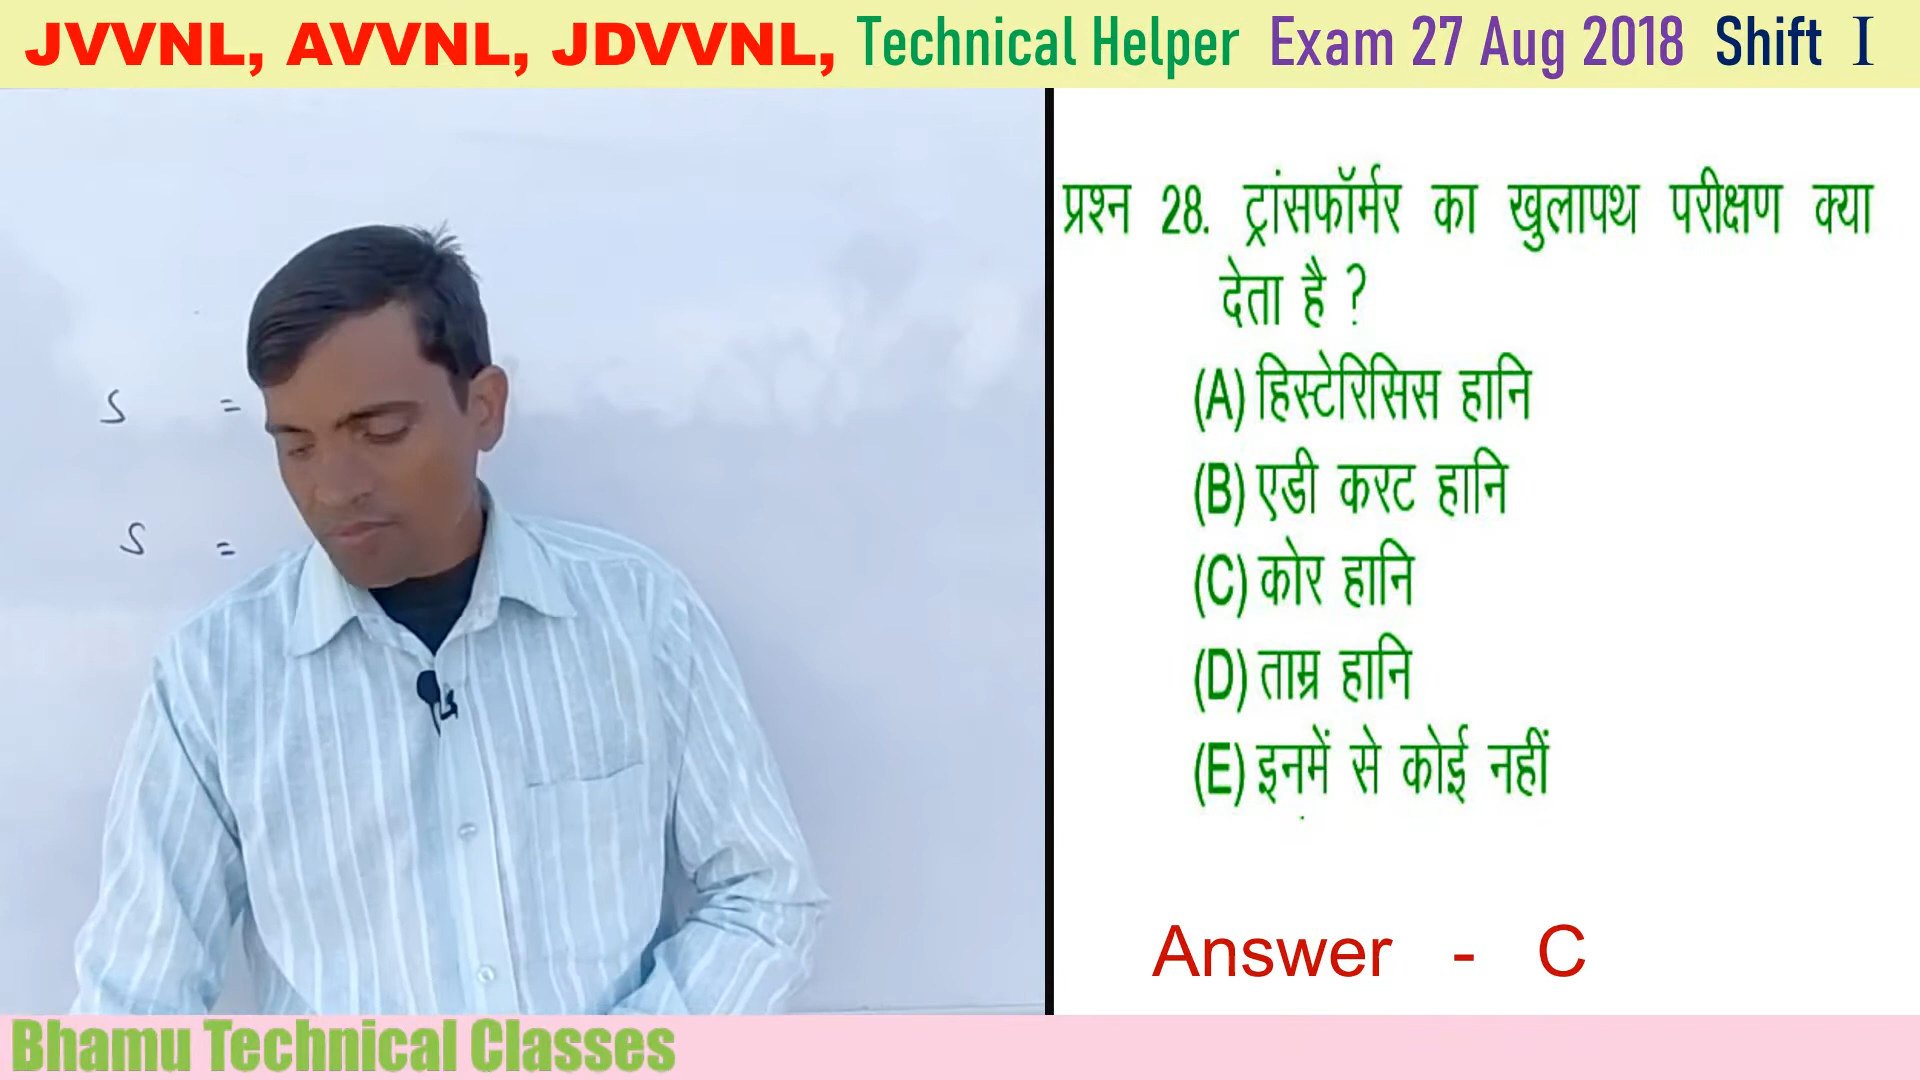 JVVNL, AVVNL, JDVVNL, Technical Helper Exam 27 Aug 2018 Shift I
S =
S =
प्रश्न 28. ट्रांसफॉर्मर का खुलापथ परीक्षण क्या
देता है ?
(A) हिस्टेरिसिस हानि
(B) एडी करट हानि
(C) कोर हानि
(D) ताम्र हानि
(E) इनमें से कोई नहीं
Answer - C
Bhamu Technical Classes